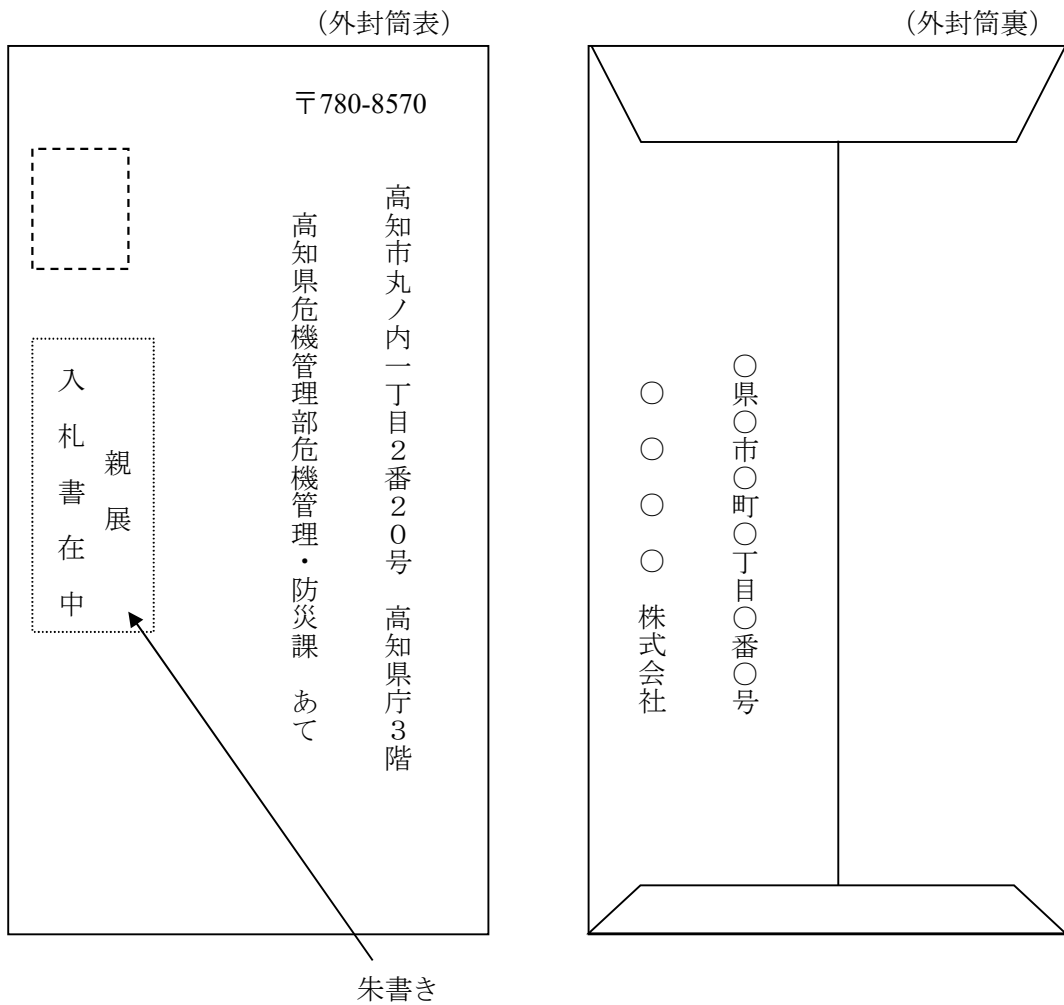 （外封筒表）
〒780-8570
高知市丸ノ内一丁目２番２０号　高知県庁３階
高知県危機管理部危機管理・防災課　あて
親展
入札書在中
朱書き
（外封筒裏）
○県○市○町○丁目○番○号
○○○○株式会社